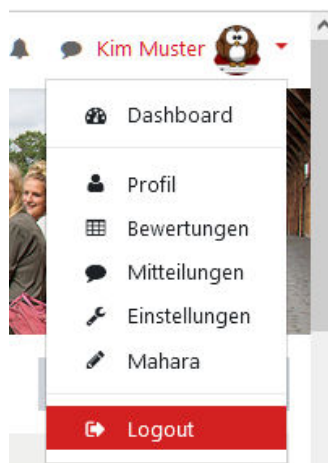 Kim Muster
Dashboard
Profil
Bewertungen
Mitteilungen
Einstellungen
Mahara
Logout